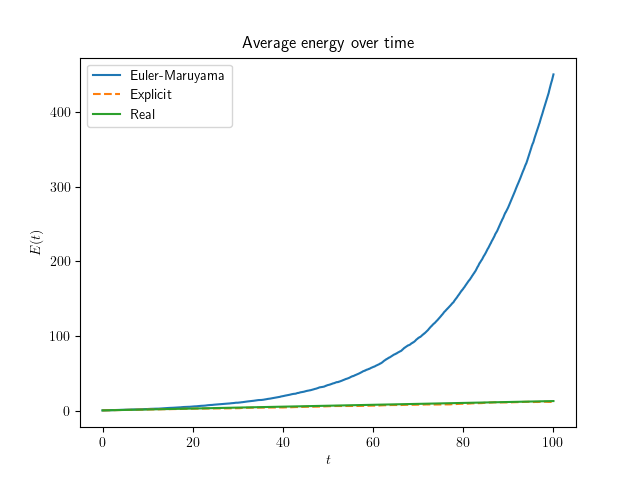 Average energy over time
Euler-Maruyama
Explicit
Real
E(t)
400
300
200
100
0
0 20 40 60 80 100
t